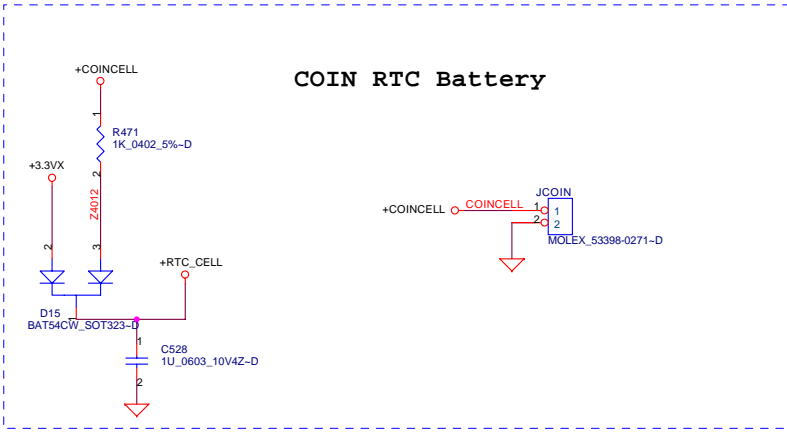 +COINCELL
COIN RTC Battery
1
R471
1K_0402_5%~D
2
+3.3VX
Z4012
JCOIN
+COINCELL
COINCELL
1
1
2
2
MOLEX_53398-0271~D
2
3
+RTC_CELL
D15
1
BAT54CW_SOT323~D
1
C528
1U_0603_10V4Z~D
2